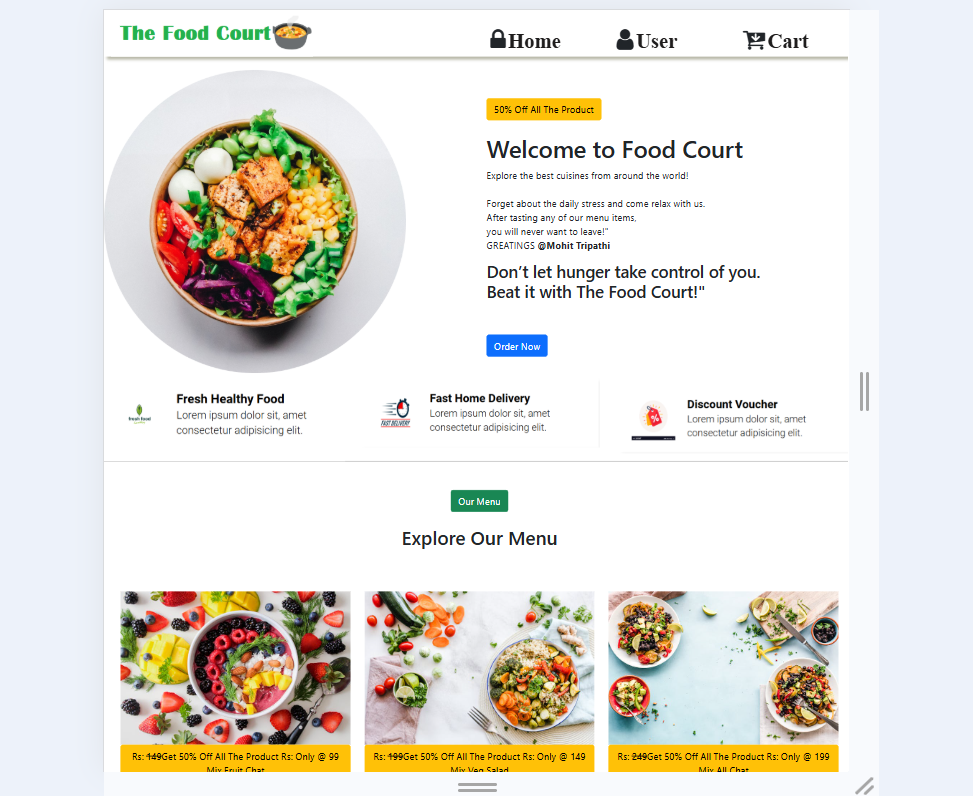 The Food Court
Home
User
Cart
50% Off All The Product
Welcome to Food Court
Explore the best cuisines from around the world!
Forget about the daily stress and come relax with us.
After tasting any of our menu items,
you will never want to leave!"
GREATINGS @Mohit Tripathi
Don't let hunger take control of you.
Beat it with The Food Court!"
Order Now
fresh food
Fresh Healthy Food
Lorem ipsum dolor sit, amet
consectetur adipisicing elit.
FAST DELIVERY
Fast Home Delivery
Lorem ipsum dolor sit, amet
consectetur adipisicing elit.
Discount Voucher
Lorem ipsum dolor sit, amet
consectetur adipisicing elit.
Our Menu
Explore Our Menu
Rs: 149Get 50% Off All The Product Rs: Only @ 99
Mix Fruit Chat
Rs: 199Get 50% Off All The Product Rs: Only @ 149
Mix Veg Salad
Rs: 249Get 50% Off All The Product Rs: Only @ 199
Mix All Chat